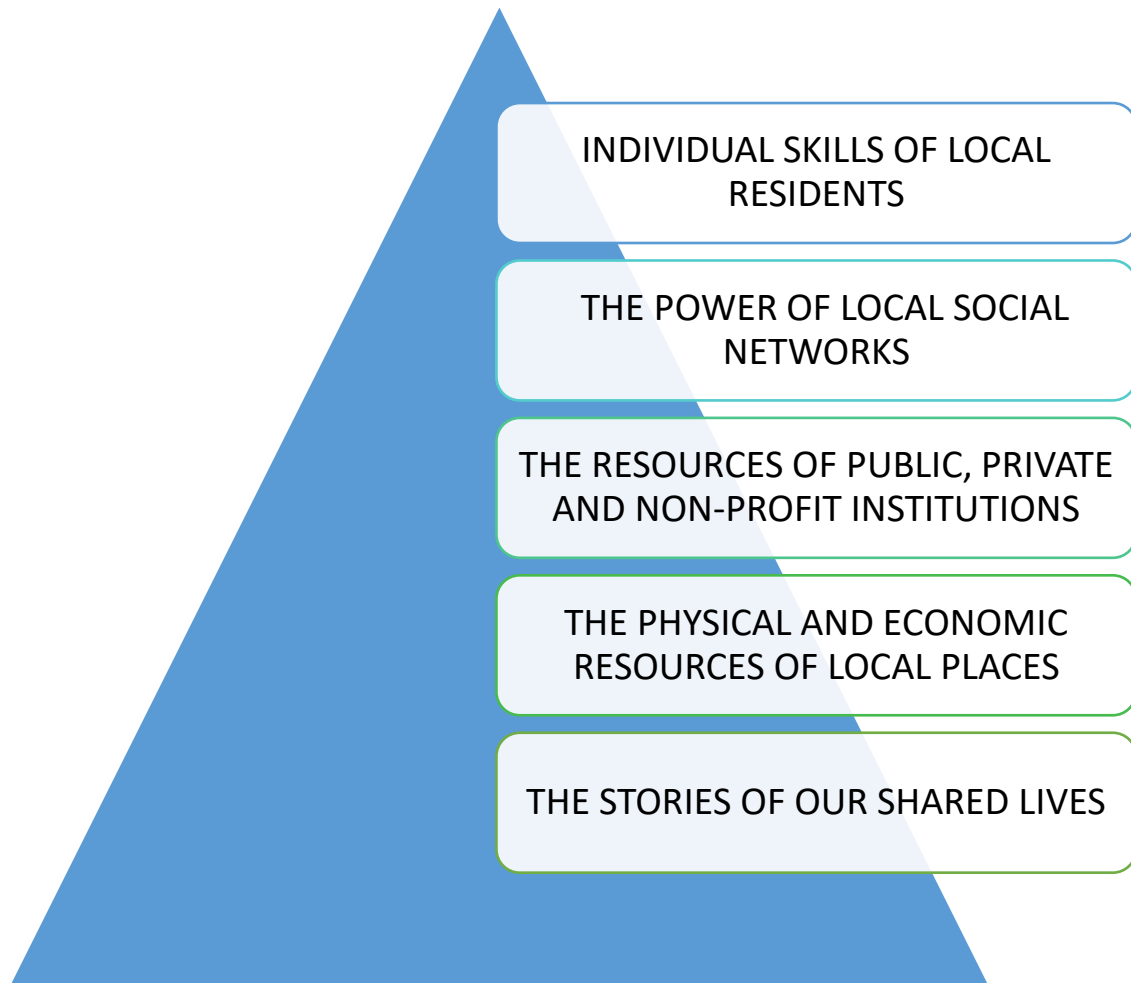 INDIVIDUAL SKILLS OF LOCAL
RESIDENTS
THE POWER OF LOCAL SOCIAL
NETWORKS
THE RESOURCES OF PUBLIC, PRIVATE
AND NON-PROFIT INSTITUTIONS
THE PHYSICAL AND ECONOMIC
RESOURCES OF LOCAL PLACES
THE STORIES OF OUR SHARED LIVES